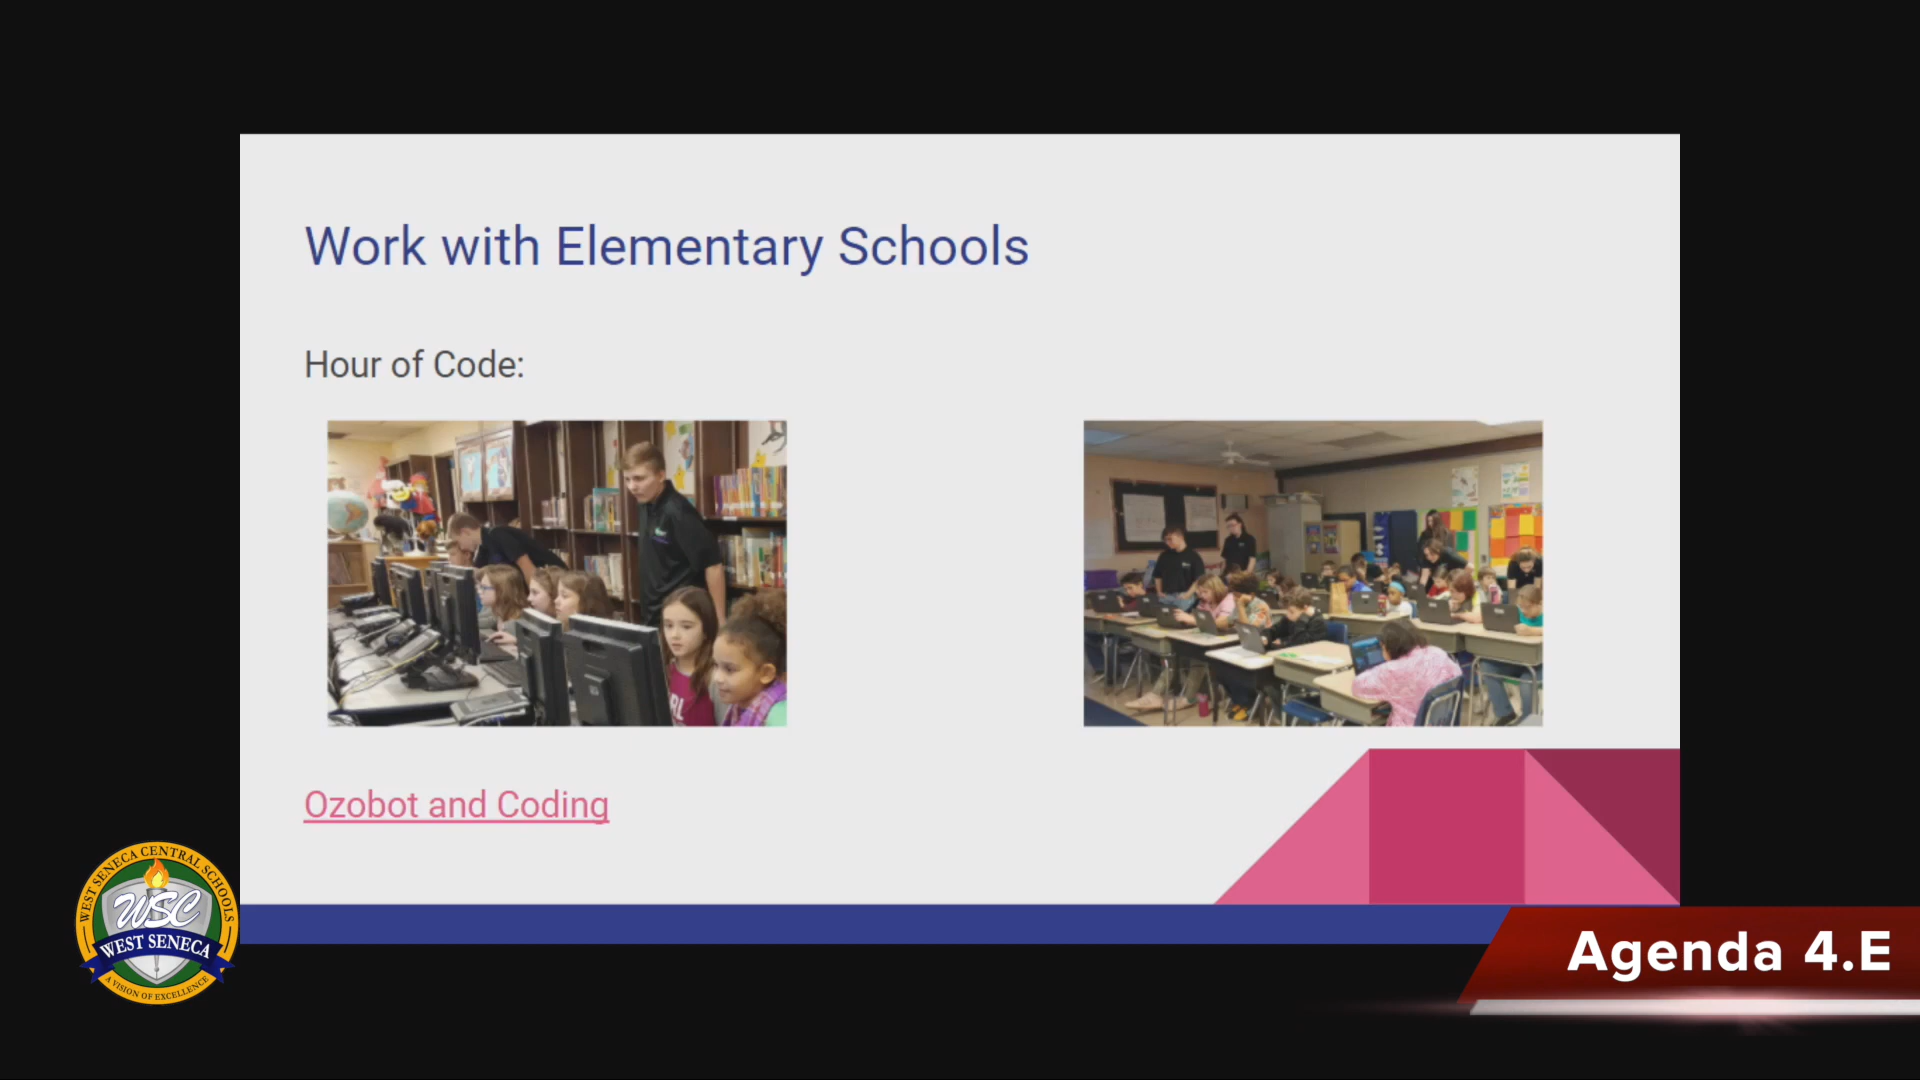 Work with Elementary Schools
Hour of Code:
Ozobot and Coding
WEST SENECA CENTRAL SCHOOLS
WSC
WEST SENECA
A VISION OF EXCELLENCE
Agenda 4.E